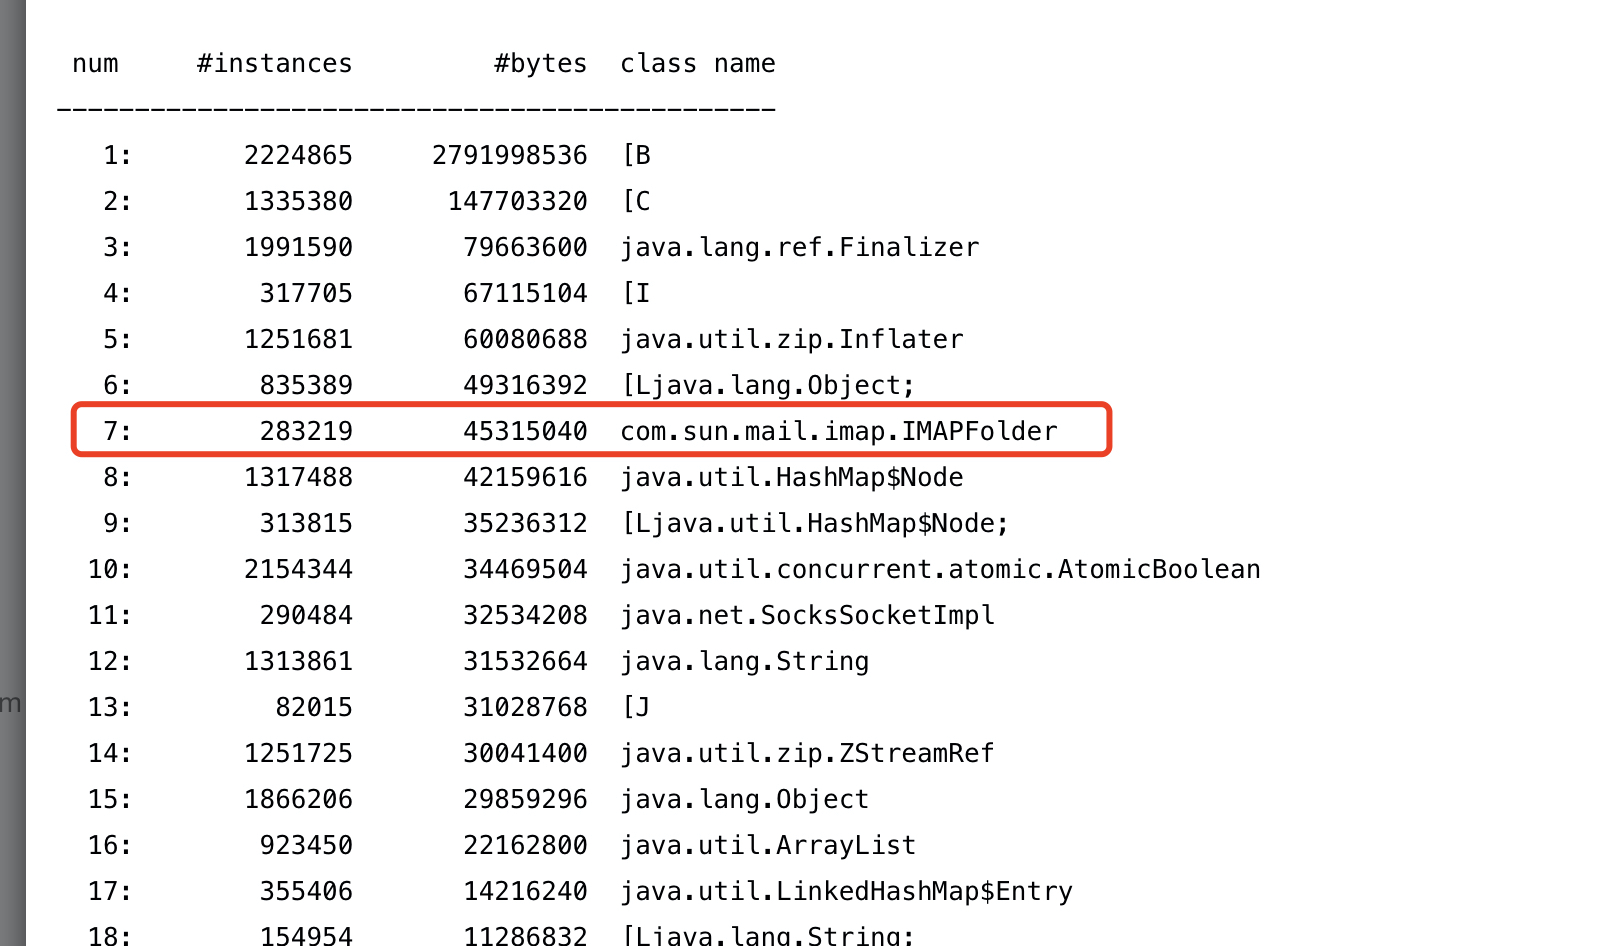 num #instances #bytes class name
----------------------------------------------
1: 2224865 2791998536 [B
2: 1335380 147703320 [C
3: 1991590 79663600 java.lang.ref.Finalizer
4: 317705 67115104 [I
5: 1251681 60080688 java.util.zip.Inflater
6: 835389 49316392 [Ljava.lang.Object;
7: 283219 45315040 com.sun.mail.imap.IMAPFolder
8: 1317488 42159616 java.util.HashMap$Node
9: 313815 35236312 [Ljava.util.HashMap$Node;
10: 2154344 34469504 java.util.concurrent.atomic.AtomicBoolean
11: 290484 32534208 java.net.SocksSocketImpl
12: 1313861 31532664 java.lang.String
m
13: 82015 31028768 [J
14: 1251725 30041400 java.util.zip.ZStreamRef
15: 1866206 29859296 java.lang.Object
16: 923450 22162800 java.util.ArrayList
17: 355406 14216240 java.util.LinkedHashMap$Entry
18: 154954 11286832 [Ljava.lang.String;